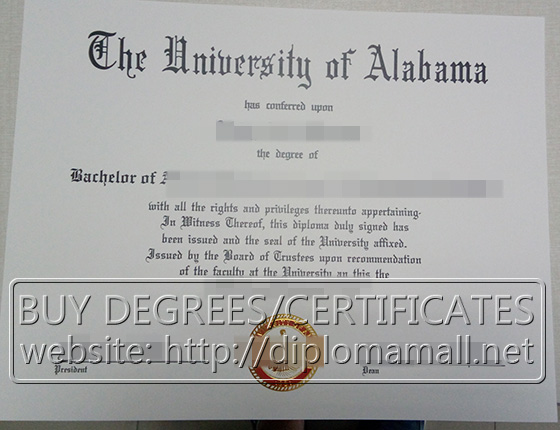 The University of Alabama
has conferred upon
the degree of
Bachelor of
with all the rights and privileges thereunto appertaining.
In Witness Thereof, this diploma duly signed has
been issued and the seal of the University affixed.
Issued by the Board of Trustees upon recommendation
of the faculty at the University an this the
BUY DEGREES/CERTIFICATES
website: http://diplomamall.net
President
Dean